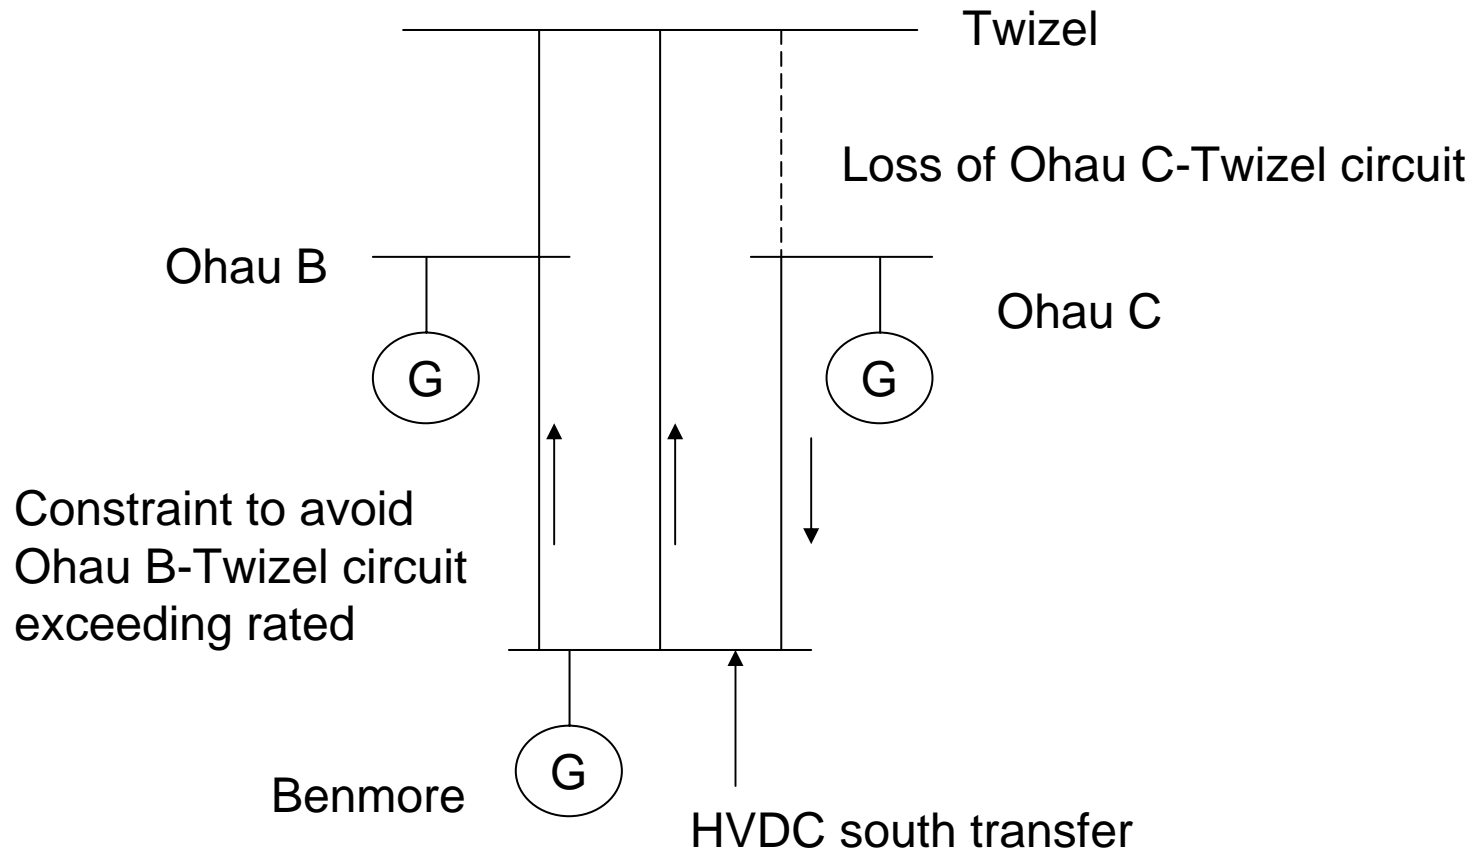 Twizel
Loss of Ohau C-Twizel circuit
Ohau B
Ohau C
G
G
Constraint to avoid
Ohau B-Twizel circuit
exceeding rated
G
Benmore
HVDC south transfer